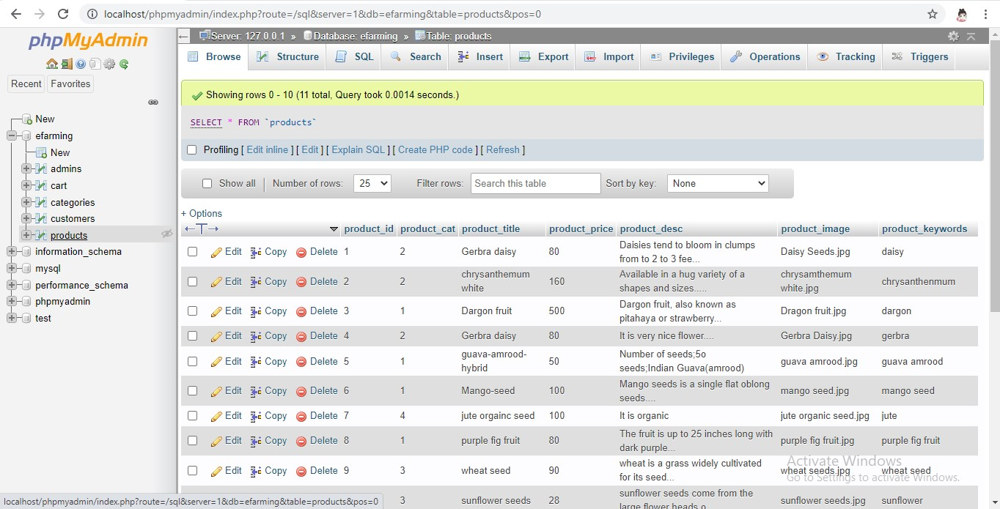 localhost/phpmyadmin/index.php?route=/sql&server=1&db=efarming&table=products&pos=0
phpMyAdmin
Recent Favorites
New
efarming
New
admins
cart
categories
customers
products
information_schema
mysql
performance_schema
phpmyadmin
test
Server: 127.0.0.1 » Database: efarming » Table: products
Browse Structure SQL Search Insert Export Import Privileges Operations Tracking Triggers
Showing rows 0 - 10 (11 total, Query took 0.0014 seconds.)
SELECT * FROM `products`
Profiling [ Edit inline ] [ Edit ] [ Explain SQL ] [ Create PHP code ] [ Refresh ]
Show all Number of rows: 25 Filter rows: Search this table Sort by key: None
+ Options
←T→ product_id product_cat product_title product_price product_desc product_image product_keywords
Edit Copy Delete 1 2 Gerbra daisy 80 Daisies tend to bloom in clumps
from to 2 to 3 fee... Daisy Seeds.jpg daisy
Edit Copy Delete 2 2 chrysanthemum
white 160 Available in a hug variety of a
shapes and sizes..... chrysamthemum
white.jpg chrysanthenmum
Edit Copy Delete 3 1 Dargon fruit 500 Dargon fruit, also known as
pitahaya or strawberry... Dragon fruit.jpg dargon
Edit Copy Delete 4 2 Gerbra daisy 80 It is very nice flower.... Gerbra Daisy.jpg gerbra
Edit Copy Delete 5 1 guava-amrood-
hybrid 50 Number of seeds;5o
seeds;Indian Guava(amrood) guava amrood.jpg guava amrood
Edit Copy Delete 6 1 Mango-seed 100 Mango seeds is a single flat oblong
seeds.... mango seed.jpg mango seed
Edit Copy Delete 7 4 jute orgainc seed 100 It is organic jute organic seed.jpg jute
Edit Copy Delete 8 1 purple fig fruit 80 The fruit is up to 25 inches long with
dark purple... purple fig fruit.jpg purple fig fruit
Edit Copy Delete 9 3 wheat seed 90 wheat is a grass widely cultivated
for its seed... wheat seeds.jpg wheat seed
3 sunflower seeds 28 sunflower seeds come from the
large flower heads o sunflower seeds.jpg sunflower
Activate Windows
Go to Settings to activate Windows.
localhost/phpmyadmin/index.php?route=/sql&server=1&db=efarming&table=products&pos=0